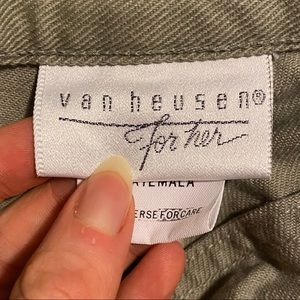 van heusen®
for her
ATEMALA
ERSE FOR CARE